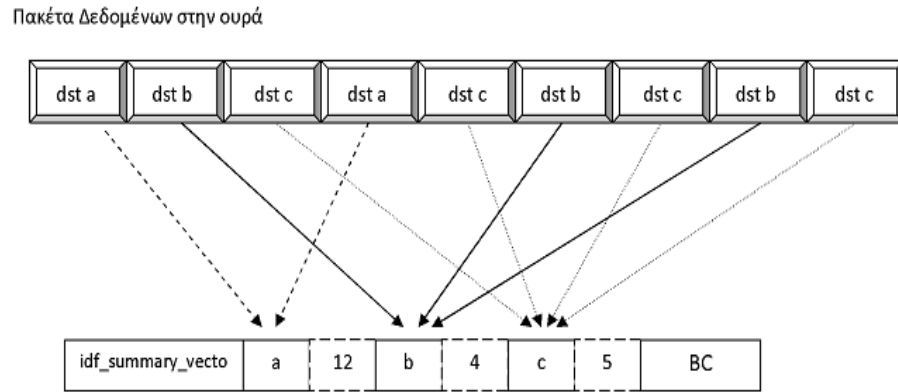 Πακέτα Δεδομένων στην ουρά
dst a dst b dst c dst a dst c dst b dst c dst b dst c
idf_summary_vecto a 12 b 4 c 5 BC